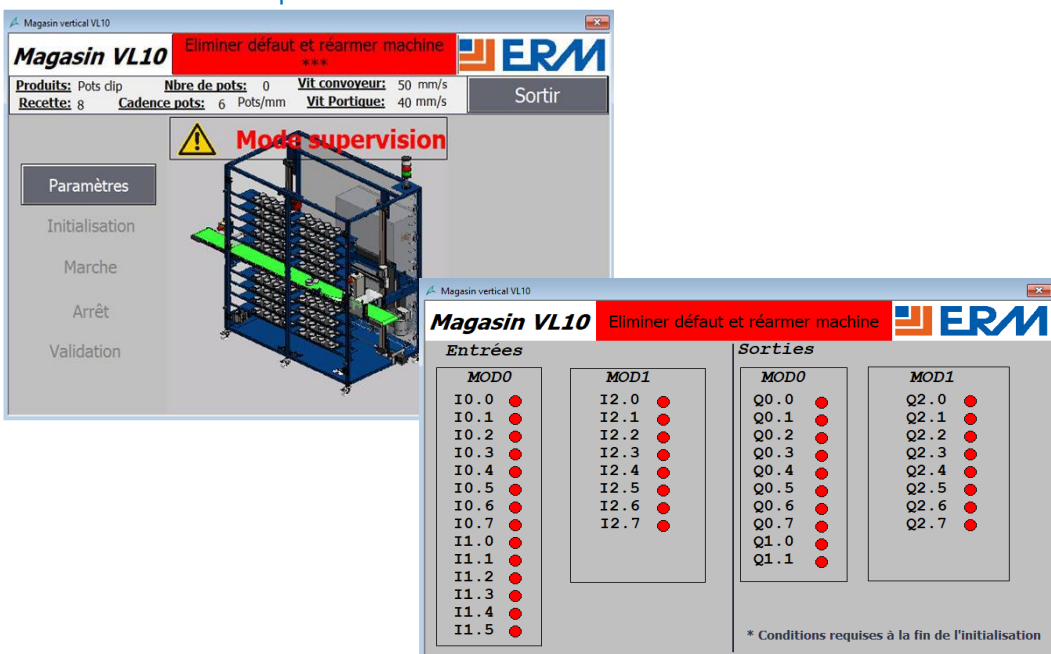 Magasin vertical VL10
Magasin VL10
Eliminer défaut et réarmer machine
***
ERM
Produits: Pots clip Nbre de pots: 0 Vit convoyeur: 50 mm/s
Recette: 8 Cadence pots: 6 Pots/mm Vit Portique: 40 mm/s
Sortir
Mode supervision
Paramètres
Initialisation
Marche
Arrêt
Validation
Magasin vertical VL10
Magasin VL10
Eliminer défaut et réarmer machine
ERM
Entrées
MOD0
I0.0
I0.1
I0.2
I0.3
I0.4
I0.5
I0.6
I0.7
I1.0
I1.1
I1.2
I1.3
I1.4
I1.5
MOD1
I2.0
I2.1
I2.2
I2.3
I2.4
I2.5
I2.6
I2.7
Sorties
MOD0
Q0.0
Q0.1
Q0.2
Q0.3
Q0.4
Q0.5
Q0.6
Q0.7
Q1.0
Q1.1
MOD1
Q2.0
Q2.1
Q2.2
Q2.3
Q2.4
Q2.5
Q2.6
Q2.7
* Conditions requises à la fin de l'initialisation